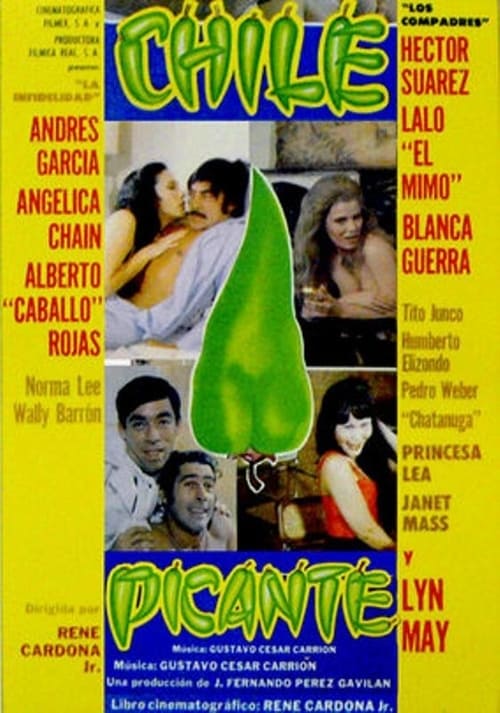 CINEMATOGRAFICA
FILMEX, S.A. y
PRODUCTORA
FILMICA REAL, S.A.
presentan
"LA
INFIDELIDAD"
ANDRES
GARCIA
ANGELICA
CHAIN
ALBERTO
"CABALLO"
ROJAS
Norma Lee
Wally Barrón
Dirigida por
RENE
CARDONA
Jr.
CHILE
PICANTE
Música: GUSTAVO CESAR CARRION
Música: GUSTAVO CESAR CARRION
Una producción de J. FERNANDO PEREZ GAVILAN
Libro cinematográfico: RENE CARDONA Jr.
"LOS
COMPADRES"
HECTOR
SUAREZ
LALO
"EL
MIMO"
BLANCA
GUERRA
Tito Junco
Humberto
Elizondo
Pedro Weber
"Chatanuga"
PRINCESA
LEA
JANET
MASS
Y
LYN
MAY